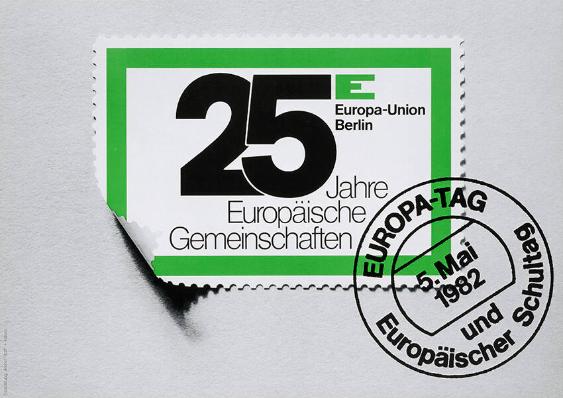 25
E
Europa-Union
Berlin
Jahre
Europäische
Gemeinschaften
EUROPA-TAG
5. Mai
1982
und
Europäischer Schultag